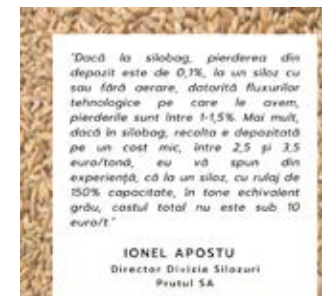 "Dacă la silobag, pierderea din
depozit este de 0,1%, la un siloz cu
sau fără aerare, datorită fluxurilor
tehnologice pe care le avem,
pierderile sunt între 1-1,5%. Mai mult,
dacă în silobag, recolta e depozitată
pe un cost mic, între 2,5 și 3,5
euro/tonă, eu vă spun din
experiență, că la un siloz, cu rulaj de
150% capacitate, în tone echivalent
grâu, costul total nu este sub 10
euro/t."
IONEL APOSTU
Director Divizie Silozuri
Prutul SA